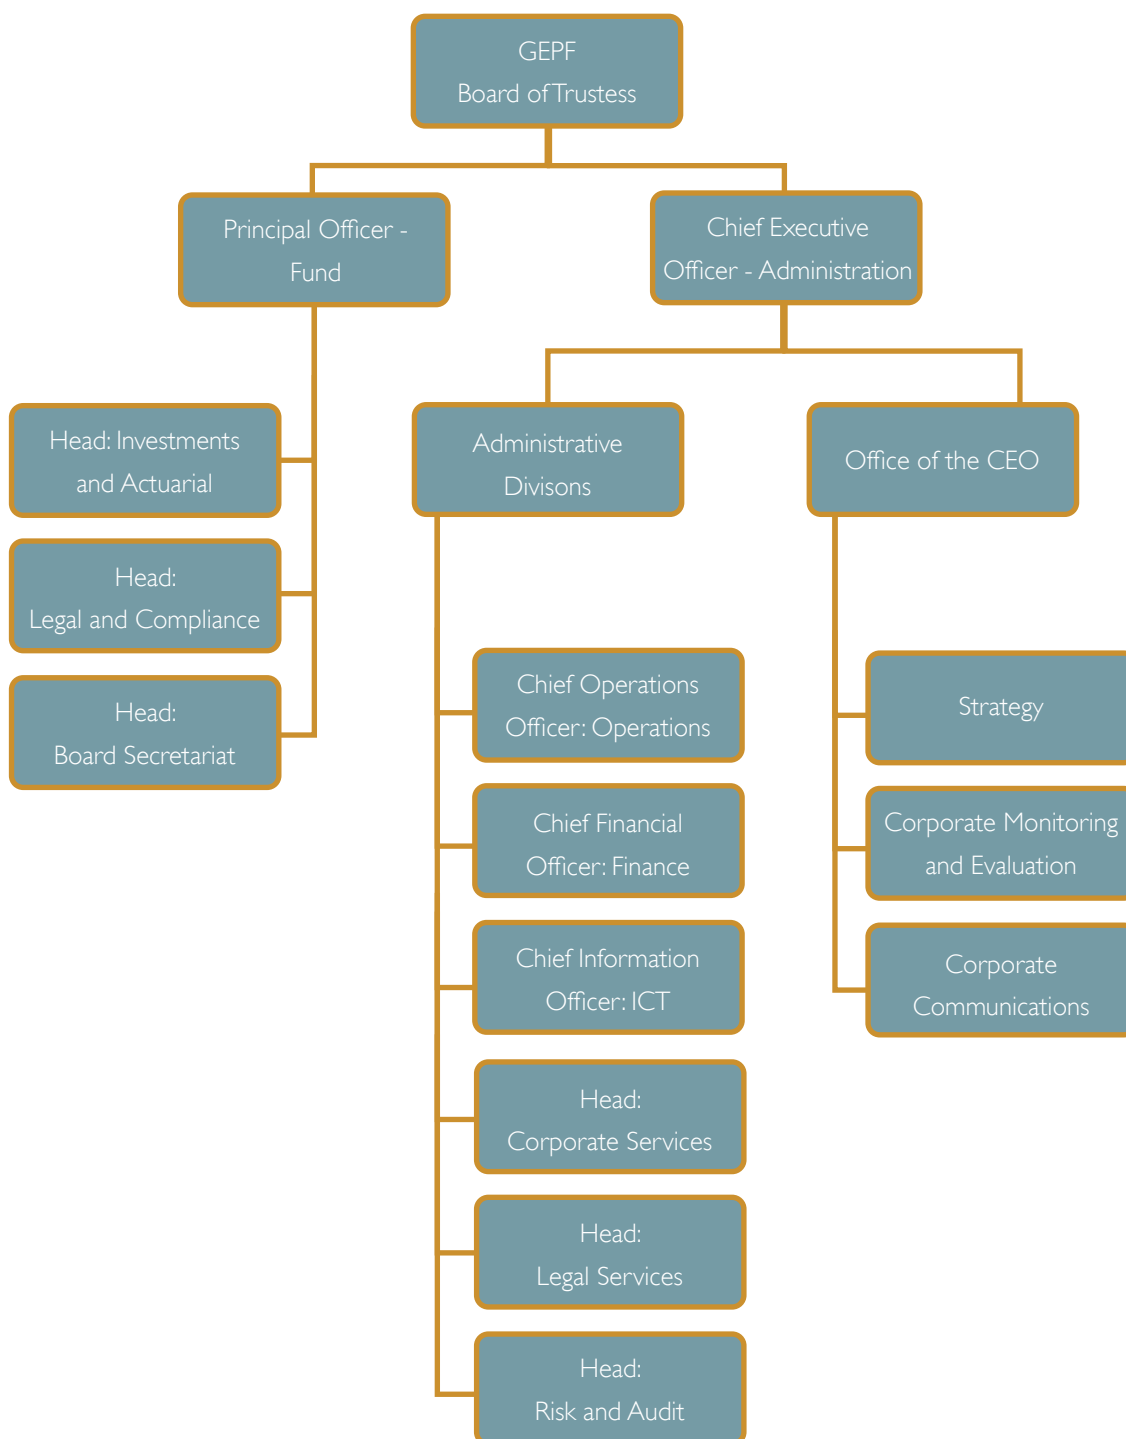 GEPF
Board of Trustess
Principal Officer -
Fund
Chief Executive
Officer - Administration
Head: Investments
and Actuarial
Head:
Legal and Compliance
Head:
Board Secretariat
Administrative
Divisons
Office of the CEO
Chief Operations
Officer: Operations
Chief Financial
Officer: Finance
Chief Information
Officer: ICT
Head:
Corporate Services
Head:
Legal Services
Head:
Risk and Audit
Strategy
Corporate Monitoring
and Evaluation
Corporate
Communications